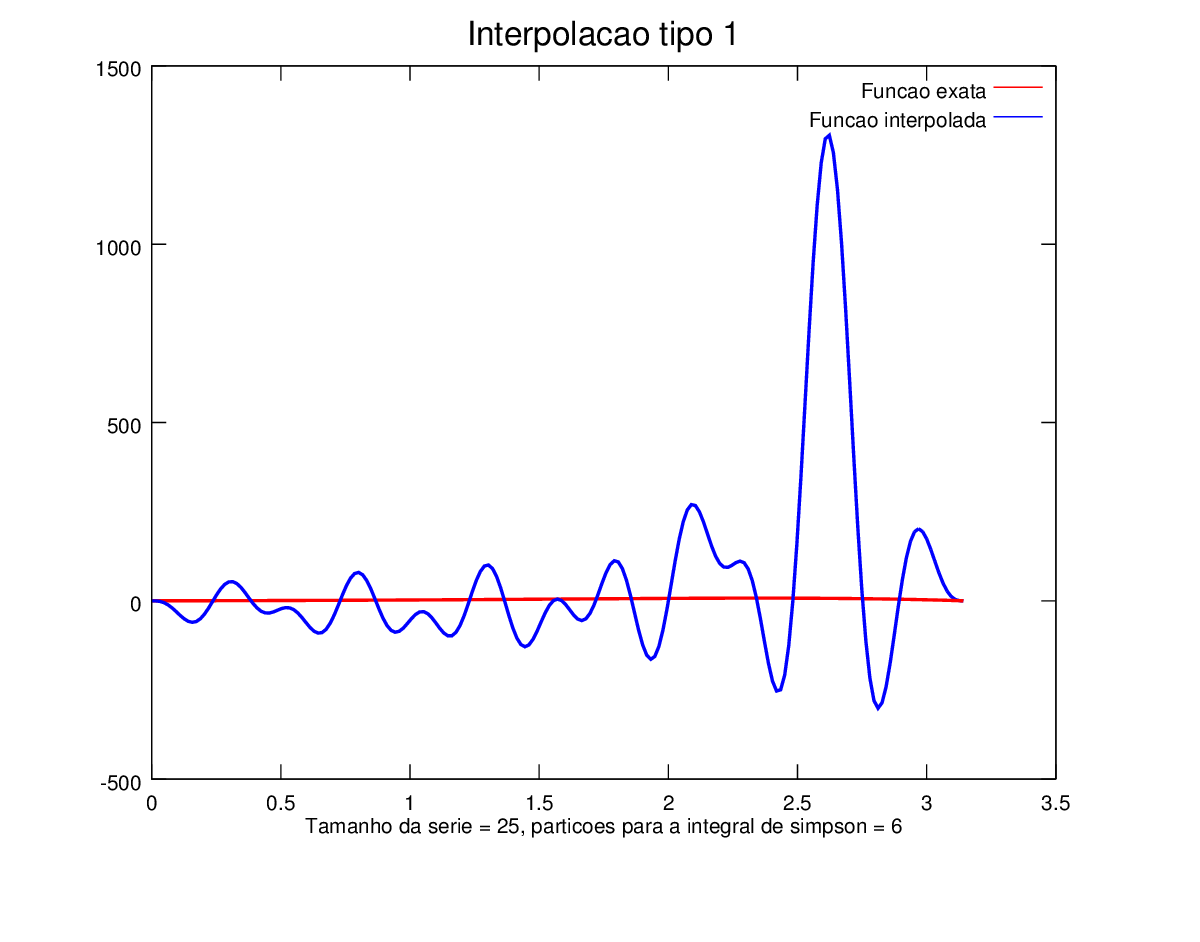 Interpolacao tipo 1
1500
Funcao exata
Funcao interpolada
1000
500
0
-500
0 0.5 1 1.5 2 2.5 3 3.5
Tamanho da serie = 25, particoes para a integral de simpson = 6